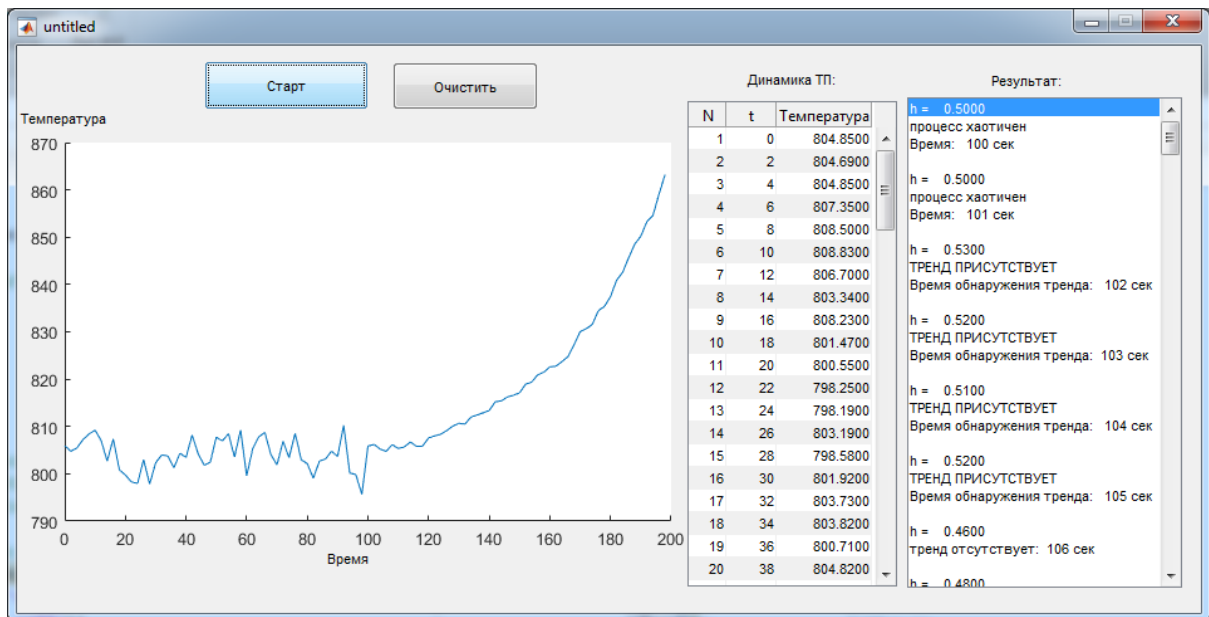 untitled
Старт
Очистить
Температура
870
860
850
840
830
820
810
800
790
0 20 40 60 80 100 120 140 160 180 200
Время
Динамика ТП:
N t Температура
1 0 804.8500
2 2 804.6900
3 4 804.8500
4 6 807.3500
5 8 808.5000
6 10 808.8300
7 12 806.7000
8 14 803.3400
9 16 808.2300
10 18 801.4700
11 20 800.5500
12 22 798.2500
13 24 798.1900
14 26 803.1900
15 28 798.5800
16 30 801.9200
17 32 803.7300
18 34 803.8200
19 36 800.7100
20 38 804.8200
Результат:
h = 0.5000
процесс хаотичен
Время: 100 сек
h = 0.5000
процесс хаотичен
Время: 101 сек
h = 0.5300
ТРЕНД ПРИСУТСТВУЕТ
Время обнаружения тренда: 102 сек
h = 0.5200
ТРЕНД ПРИСУТСТВУЕТ
Время обнаружения тренда: 103 сек
h = 0.5100
ТРЕНД ПРИСУТСТВУЕТ
Время обнаружения тренда: 104 сек
h = 0.5200
ТРЕНД ПРИСУТСТВУЕТ
Время обнаружения тренда: 105 сек
h = 0.4600
тренд отсутствует: 106 сек
h = 0.4800